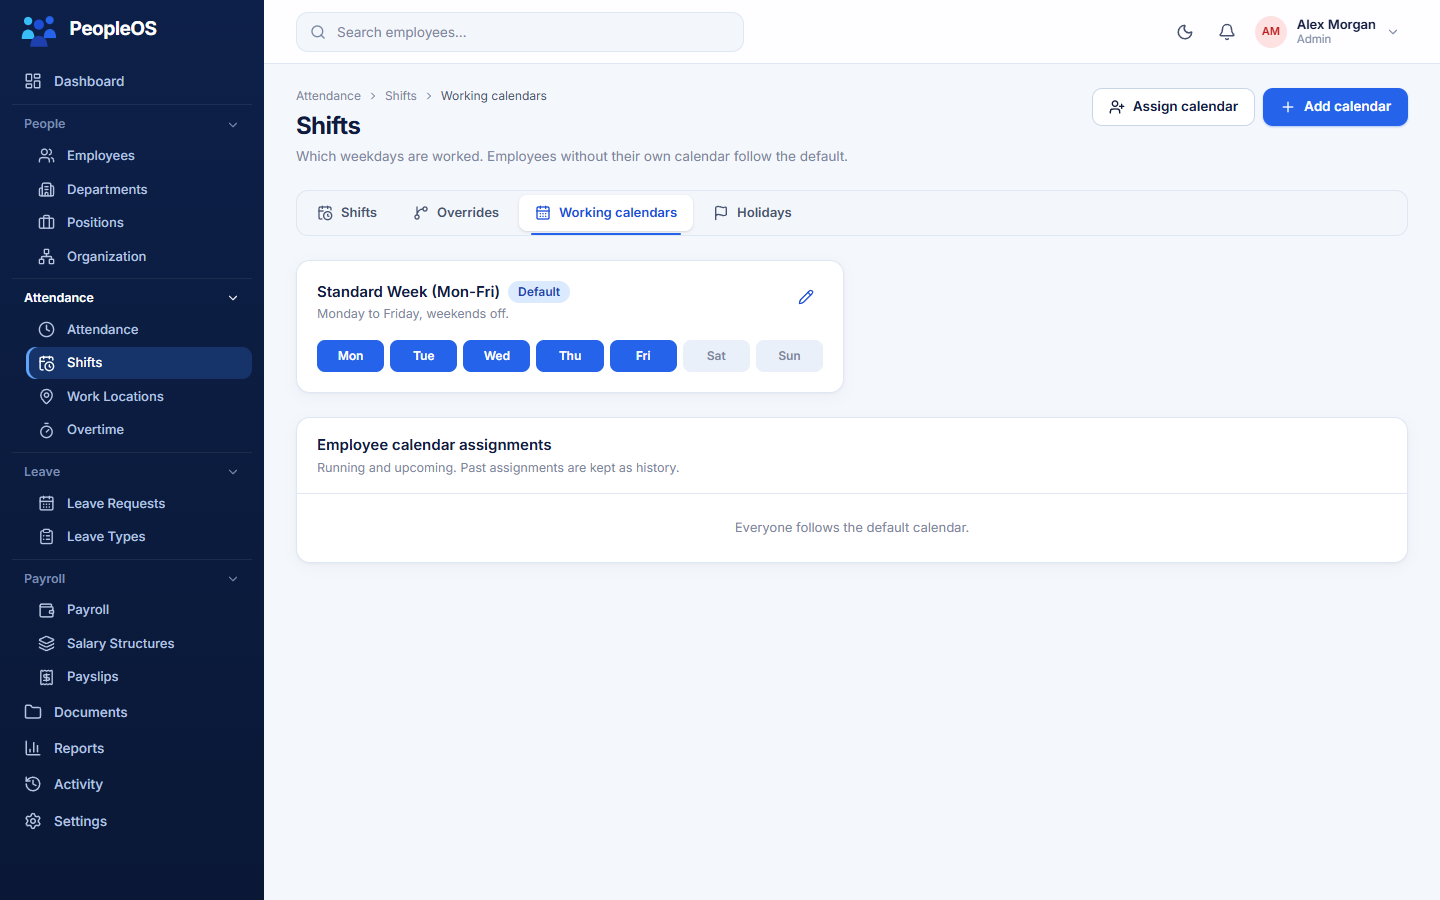 PeopleOS
Dashboard
People
Employees
Departments
Positions
Organization
Attendance
Attendance
Shifts
Work Locations
Overtime
Leave
Leave Requests
Leave Types
Payroll
Payroll
Salary Structures
Payslips
Documents
Reports
Activity
Settings
Search employees...
AM
Alex Morgan
Admin
Attendance > Shifts > Working calendars
Shifts
Which weekdays are worked. Employees without their own calendar follow the default.
Assign calendar
Add calendar
Shifts
Overrides
Working calendars
Holidays
Standard Week (Mon-Fri) Default
Monday to Friday, weekends off.
Mon Tue Wed Thu Fri Sat Sun
Employee calendar assignments
Running and upcoming. Past assignments are kept as history.
Everyone follows the default calendar.